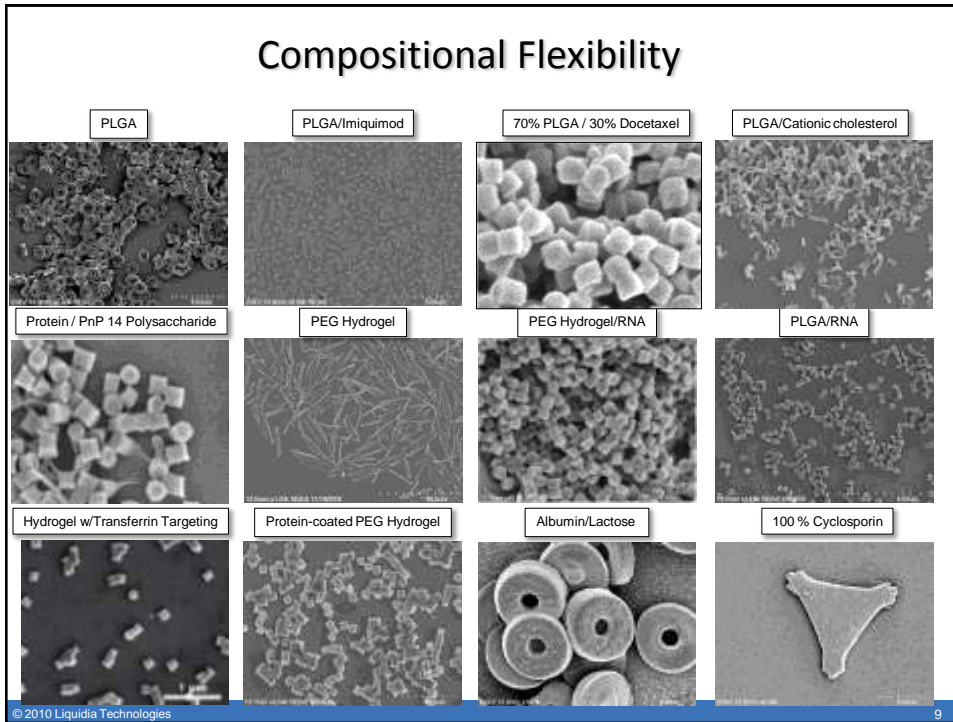 Compositional Flexibility
PLGA
PLGA/Imiquimod
70% PLGA / 30% Docetaxel
PLGA/Cationic cholesterol
Protein / PnP 14 Polysaccharide
PEG Hydrogel
PEG Hydrogel/RNA
PLGA/RNA
Hydrogel w/Transferrin Targeting
Protein-coated PEG Hydrogel
Albumin/Lactose
100 % Cyclosporin
© 2010 Liquidia Technologies
9